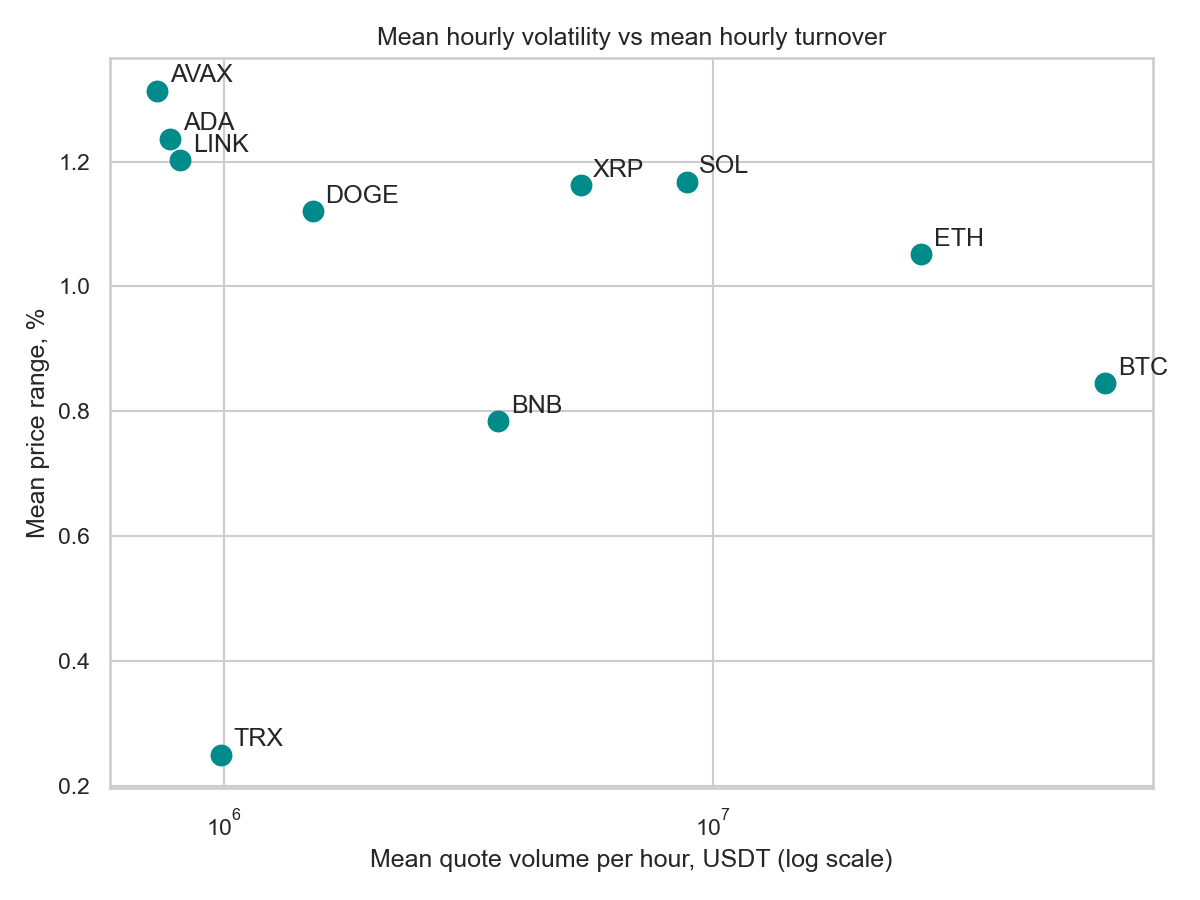 Mean hourly volatility vs mean hourly turnover
AVAX
ADA
LINK
XRP
SOL
DOGE
ETH
BTC
BNB
TRX
1.2
1.0
0.8
0.6
0.4
0.2
Mean price range, %
10^6
10^7
Mean quote volume per hour, USDT (log scale)